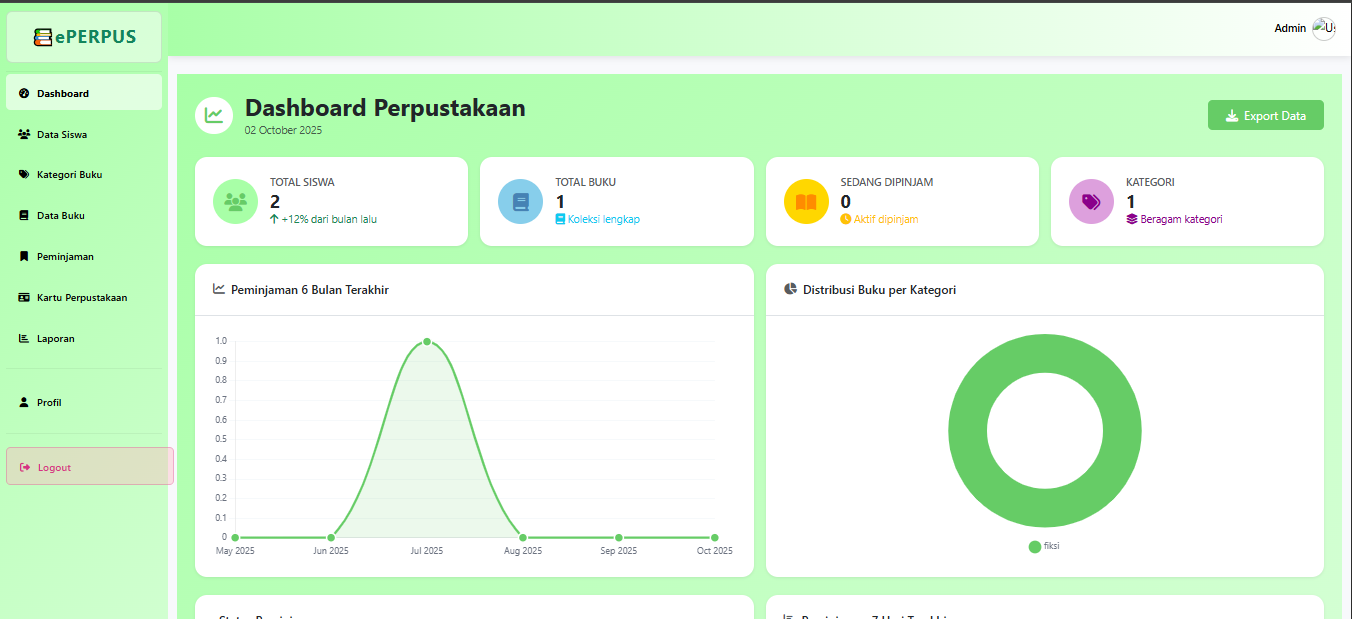 ePERPUS
Admin
Dashboard
Data Siswa
Kategori Buku
Data Buku
Peminjaman
Kartu Perpustakaan
Laporan
Profil
Logout
Dashboard Perpustakaan
02 October 2025
Export Data
TOTAL SISWA
2
+12% dari bulan lalu
TOTAL BUKU
1
Koleksi lengkap
SEDANG DIPINJAM
0
Aktif dipinjam
KATEGORI
1
Beragam kategori
Peminjaman 6 Bulan Terakhir
1.0
0.9
0.8
0.7
0.6
0.5
0.4
0.3
0.2
0.1
0
May 2025 Jun 2025 Jul 2025 Aug 2025 Sep 2025 Oct 2025
Distribusi Buku per Kategori
fiksi